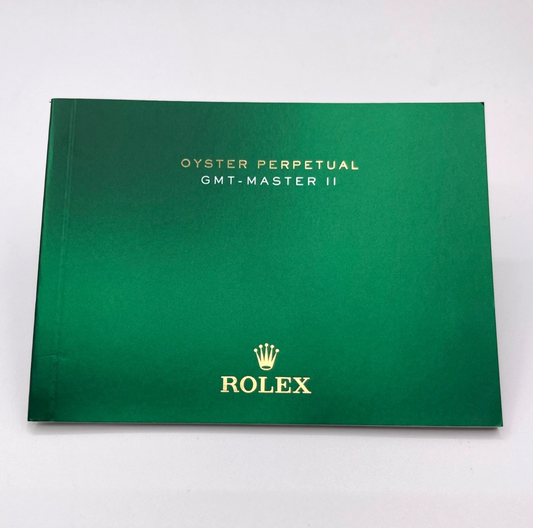 OYSTER PERPETUAL
GMT-MASTER II
ROLEX